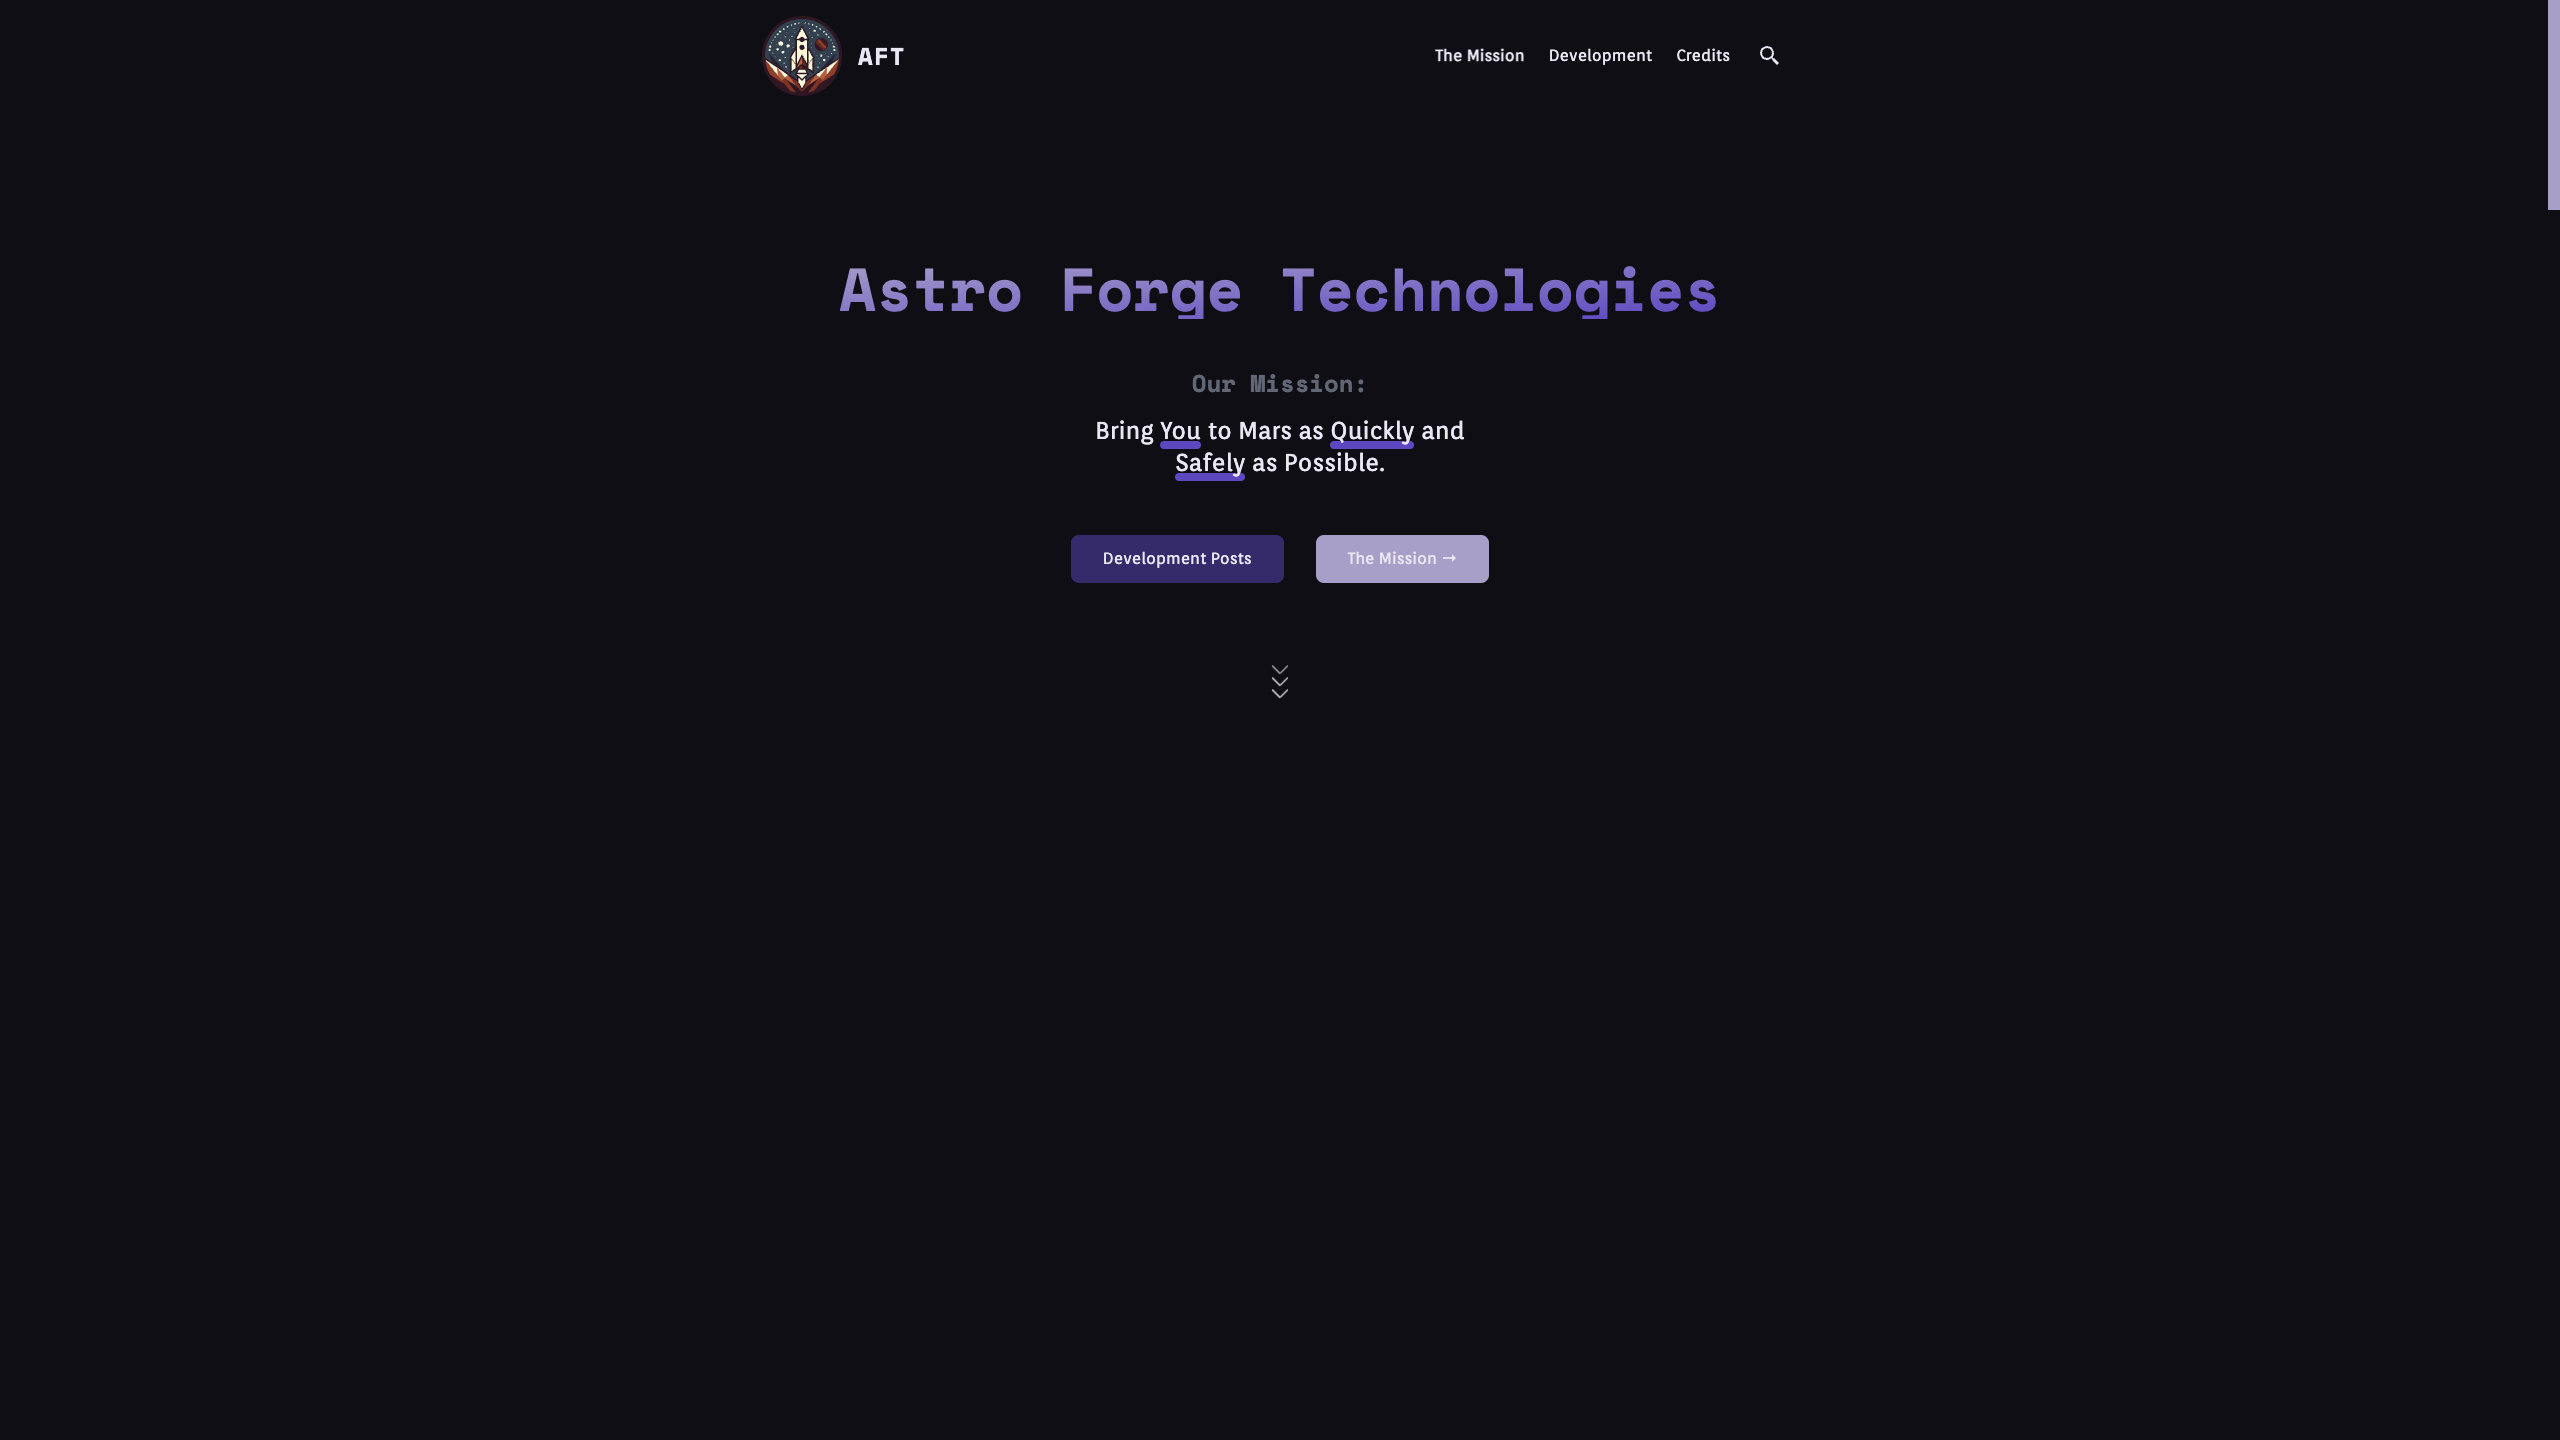 AFT
The Mission
Development
Credits
Astro Forge Technologies
Our Mission:
Bring You to Mars as Quickly and
Safely as Possible.
Development Posts
The Mission →